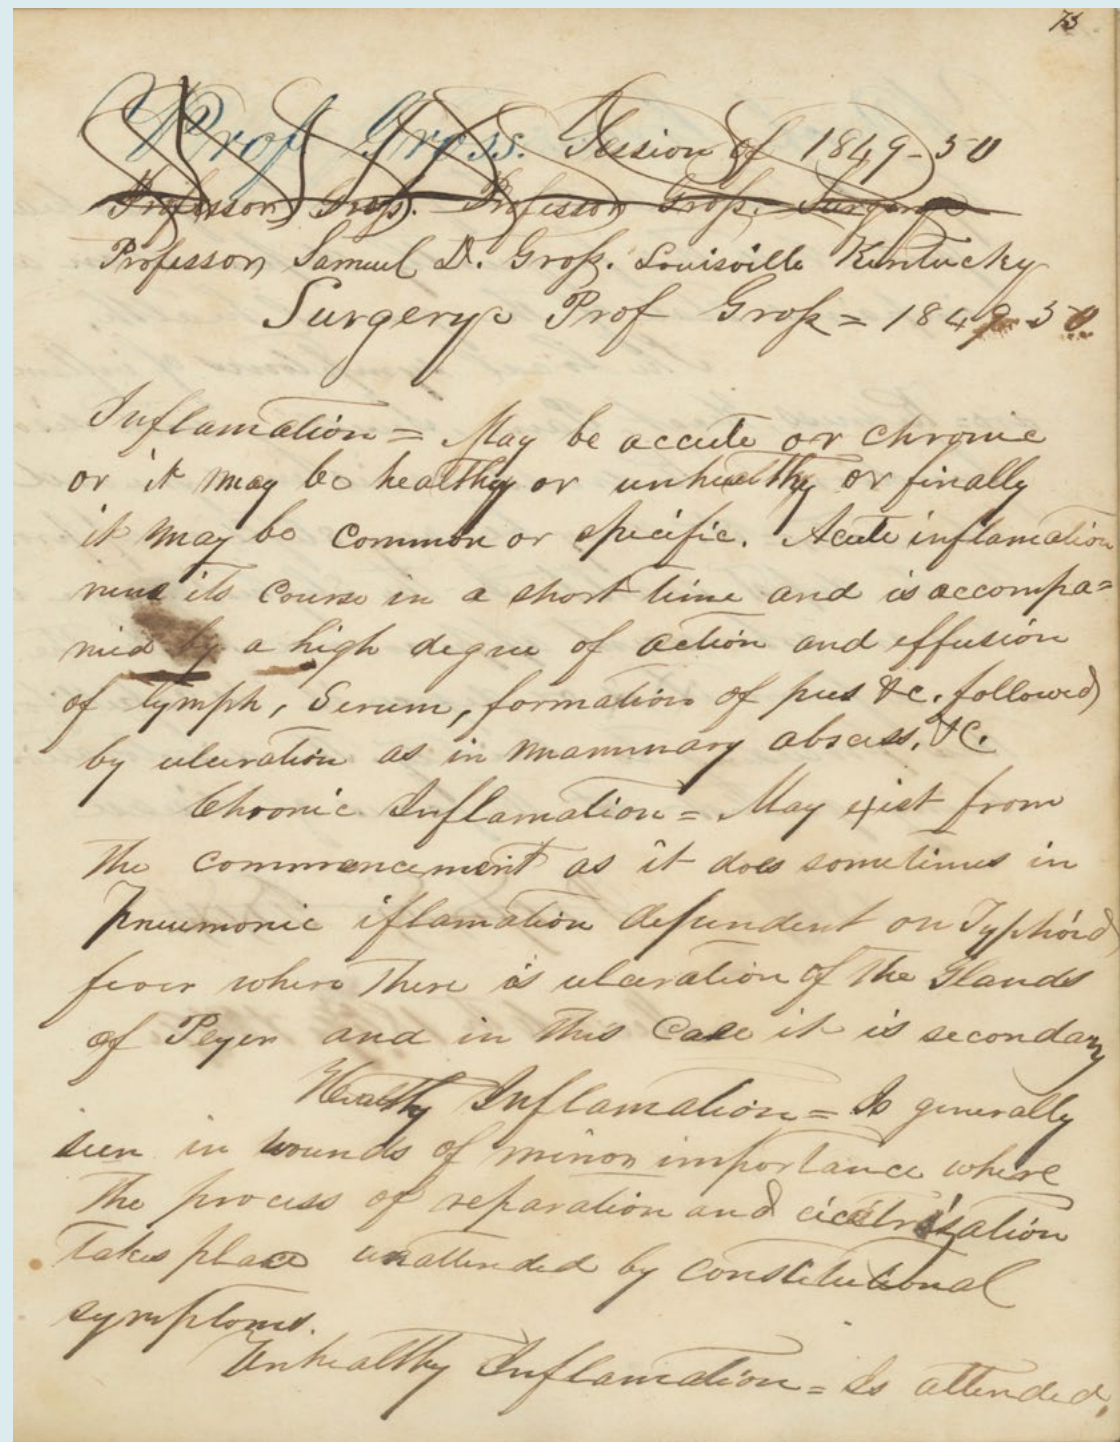 73
Prof Gross. Session of 1849-50
Professor Gross. Professor Gross. Surgery
Professor Samuel D. Gross. Louisville Kentucky
Surgery Prof Gross = 1849-50
Inflamation = May be accute or chronic
or it may be healthy or unhealthy or finally
it may be common or specific. Acute inflamation
runs its course in a short time and is accompa=
nied by a high degree of action and effusion
of lymph, Serum, formation of pus &c. followed
by ulceration as in mammary abscess, &c.
Chronic Inflamation = May exist from
the commencement as it does sometimes in
Pneumonic iflamation dependent on Typhoid
fever where there is ulceration of the Glands
of Peyer and in this Case it is secondary
Healthy Inflamation = Is generally
seen in wounds of minor importance where
the process of reparation and cicatrization
takes place unattended by constitutional
symptoms.
Unhealthy Inflamation = Is attended,